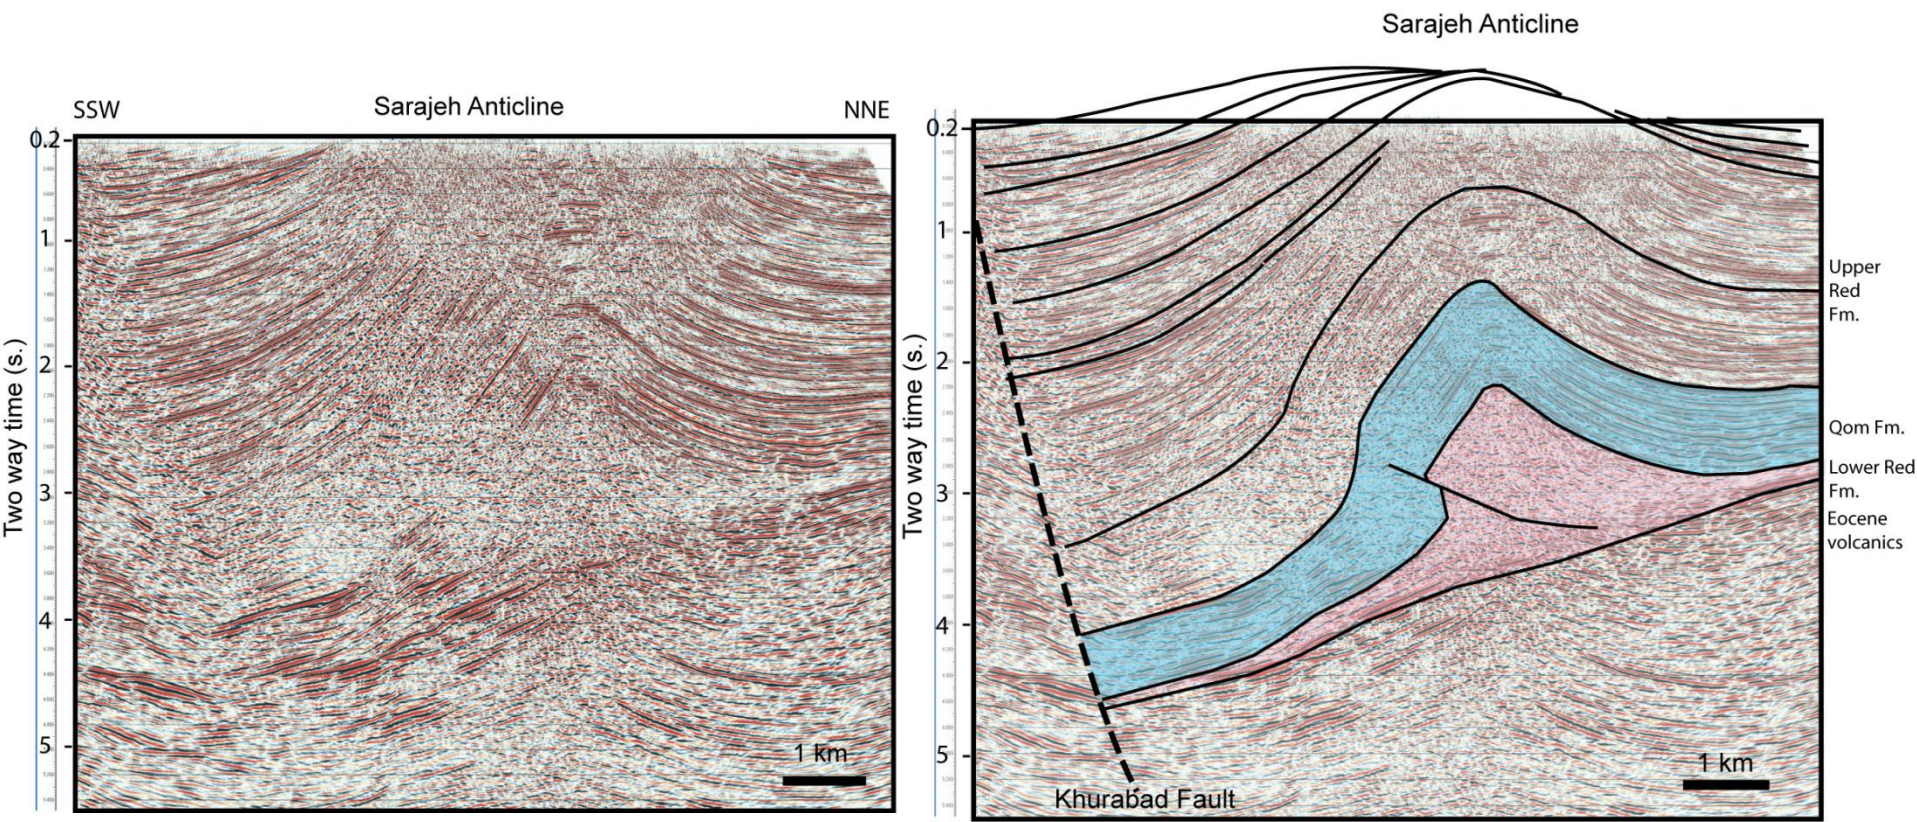 Sarajeh Anticline
SSW
Sarajeh Anticline
NNE
0.2
1
2
3
4
5
Two way time (s.)
1 km
0.2
1
2
3
4
5
Two way time (s.)
Upper
Red
Fm.
Qom Fm.
Lower Red
Fm.
Eocene
volcanics
1 km
Khurabad Fault